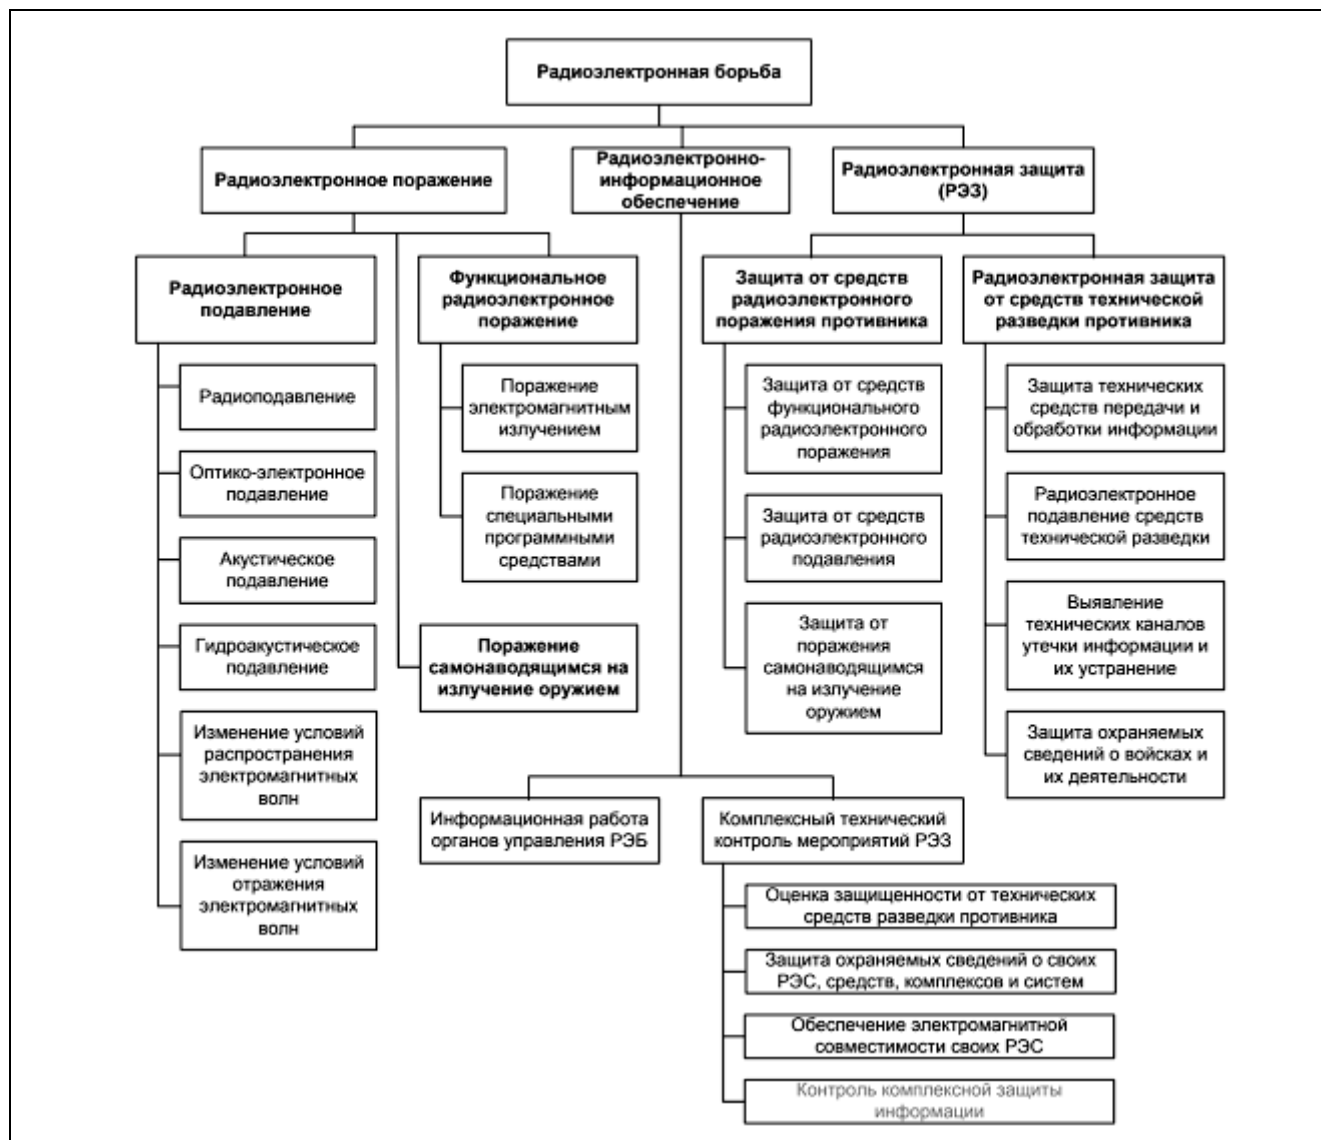 Радиоэлектронная борьба
Радиоэлектронное поражение
Радиоэлектронно-
информационное
обеспечение
Радиоэлектронная защита
(РЭЗ)
Радиоэлектронное
подавление
Функциональное
радиоэлектронное
поражение
Защита от средств
радиоэлектронного
поражения противника
Радиоэлектронная защита
от средств технической
разведки противника
Радиоподавление
Оптико-электронное
подавление
Акустическое
подавление
Гидроакустическое
подавление
Изменение условий
распространения
электромагнитных
волн
Изменение условий
отражения
электромагнитных
волн
Поражение
электромагнитным
излучением
Поражение
специальными
программными
средствами
Поражение
самонаводящимся на
излучение оружием
Защита от средств
функционального
радиоэлектронного
поражения
Защита от средств
радиоэлектронного
подавления
Защита от
поражения
самонаводящимся
на излучение
оружием
Защита технических
средств передачи и
обработки информации
Радиоэлектронное
подавление средств
технической разведки
Выявление
технических каналов
утечки информации и
их устранение
Защита охраняемых
сведений о войсках и
их деятельности
Информационная работа
органов управления РЭБ
Комплексный технический
контроль мероприятий РЭЗ
Оценка защищенности от технических
средств разведки противника
Защита охраняемых сведений о своих
РЭС, средств, комплексов и систем
Обеспечение электромагнитной
совместимости своих РЭС
Контроль комплексной защиты
информации